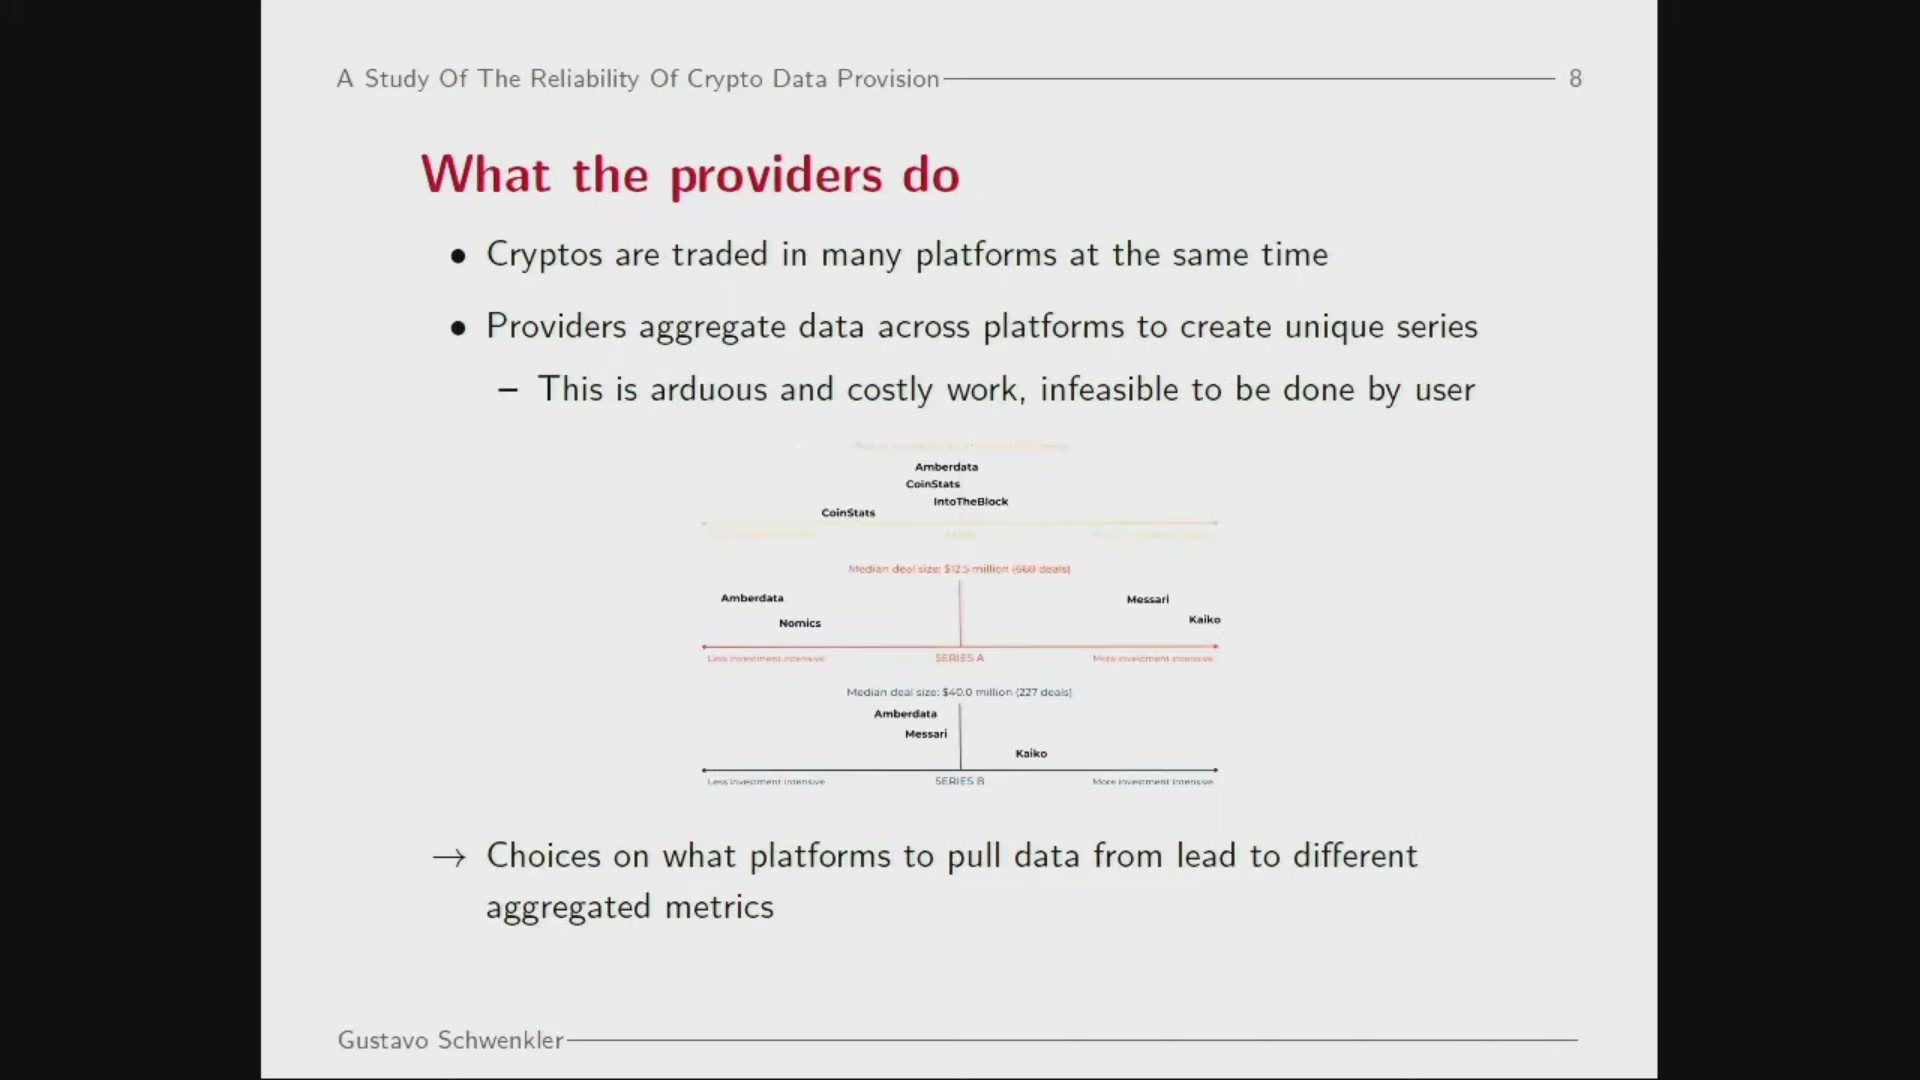 A Study Of The Reliability Of Crypto Data Provision 8
What the providers do
• Cryptos are traded in many platforms at the same time
• Providers aggregate data across platforms to create unique series
– This is arduous and costly work, infeasible to be done by user
Amberdata
CoinStats
IntoTheBlock
CoinStats
Median deal size: $12.5 million (668 deals)
Amberdata Messari
Nomics Kaiko
Less investment intensive SERIES A More investment intensive
Median deal size: $40.0 million (227 deals)
Amberdata
Messari
Kaiko
Less investment intensive SERIES B More investment intensive
→ Choices on what platforms to pull data from lead to different
aggregated metrics
Gustavo Schwenkler